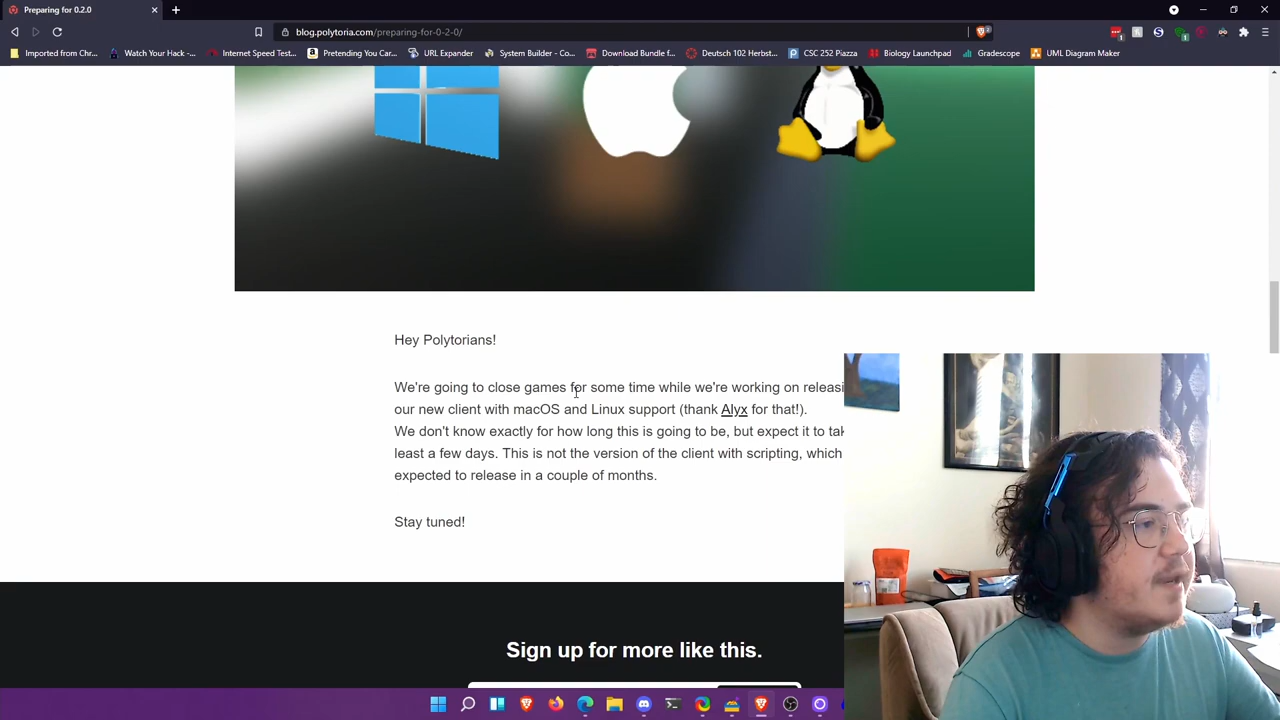 Preparing for 0.2.0
blog.polytoria.com/preparing-for-0-2-0/
Imported from Chr...
Watch Your Hack -...
Internet Speed Test...
Pretending You Car...
URL Expander
System Builder - Co...
Download Bundle f...
Deutsch 102 Herbst...
CSC 252 Piazza
Biology Launchpad
Gradescope
UML Diagram Maker
Hey Polytorians!
We're going to close games for some time while we're working on releasi
our new client with macOS and Linux support (thank Alyx for that!).
We don't know exactly for how long this is going to be, but expect it to tak
least a few days. This is not the version of the client with scripting, which
expected to release in a couple of months.
Stay tuned!
Sign up for more like this.